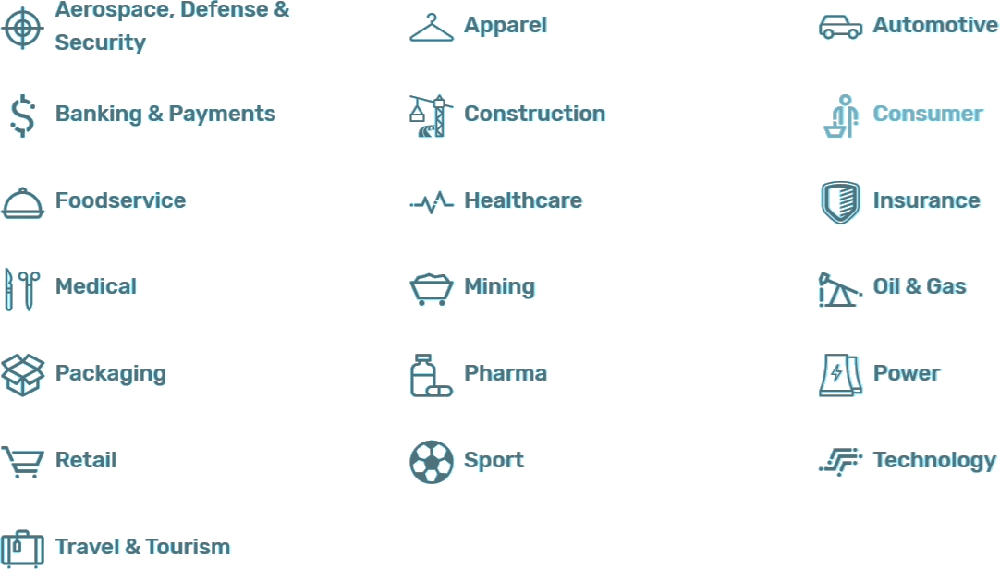 Aerospace, Defense &
Security
Apparel
Automotive
Banking & Payments
Construction
Consumer
Foodservice
Healthcare
Insurance
Medical
Mining
Oil & Gas
Packaging
Pharma
Power
Retail
Sport
Technology
Travel & Tourism